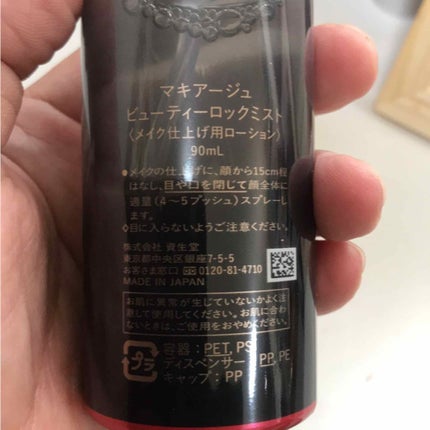 マキアージュ
ビューティーロックミスト
〈メイク仕上げ用ローション〉
90mL
●メイクの仕上げに、顔から15cm程
はなし、目や口を閉じて顔全体に
適量(4〜5プッシュ)スプレーしま
す。
◇目に入らないようご注意ください。
株式会社 資生堂
東京都中央区銀座7-5-5
お客さま窓口 0120-81-4710
MADE IN JAPAN
お肌に異常が生じていないかよく注
意して使用してください。お肌に合わ
ないときは、ご使用をおやめください。
プラ
容器:PET, PS
ディスペンサー:PP, PE
キャップ:PP